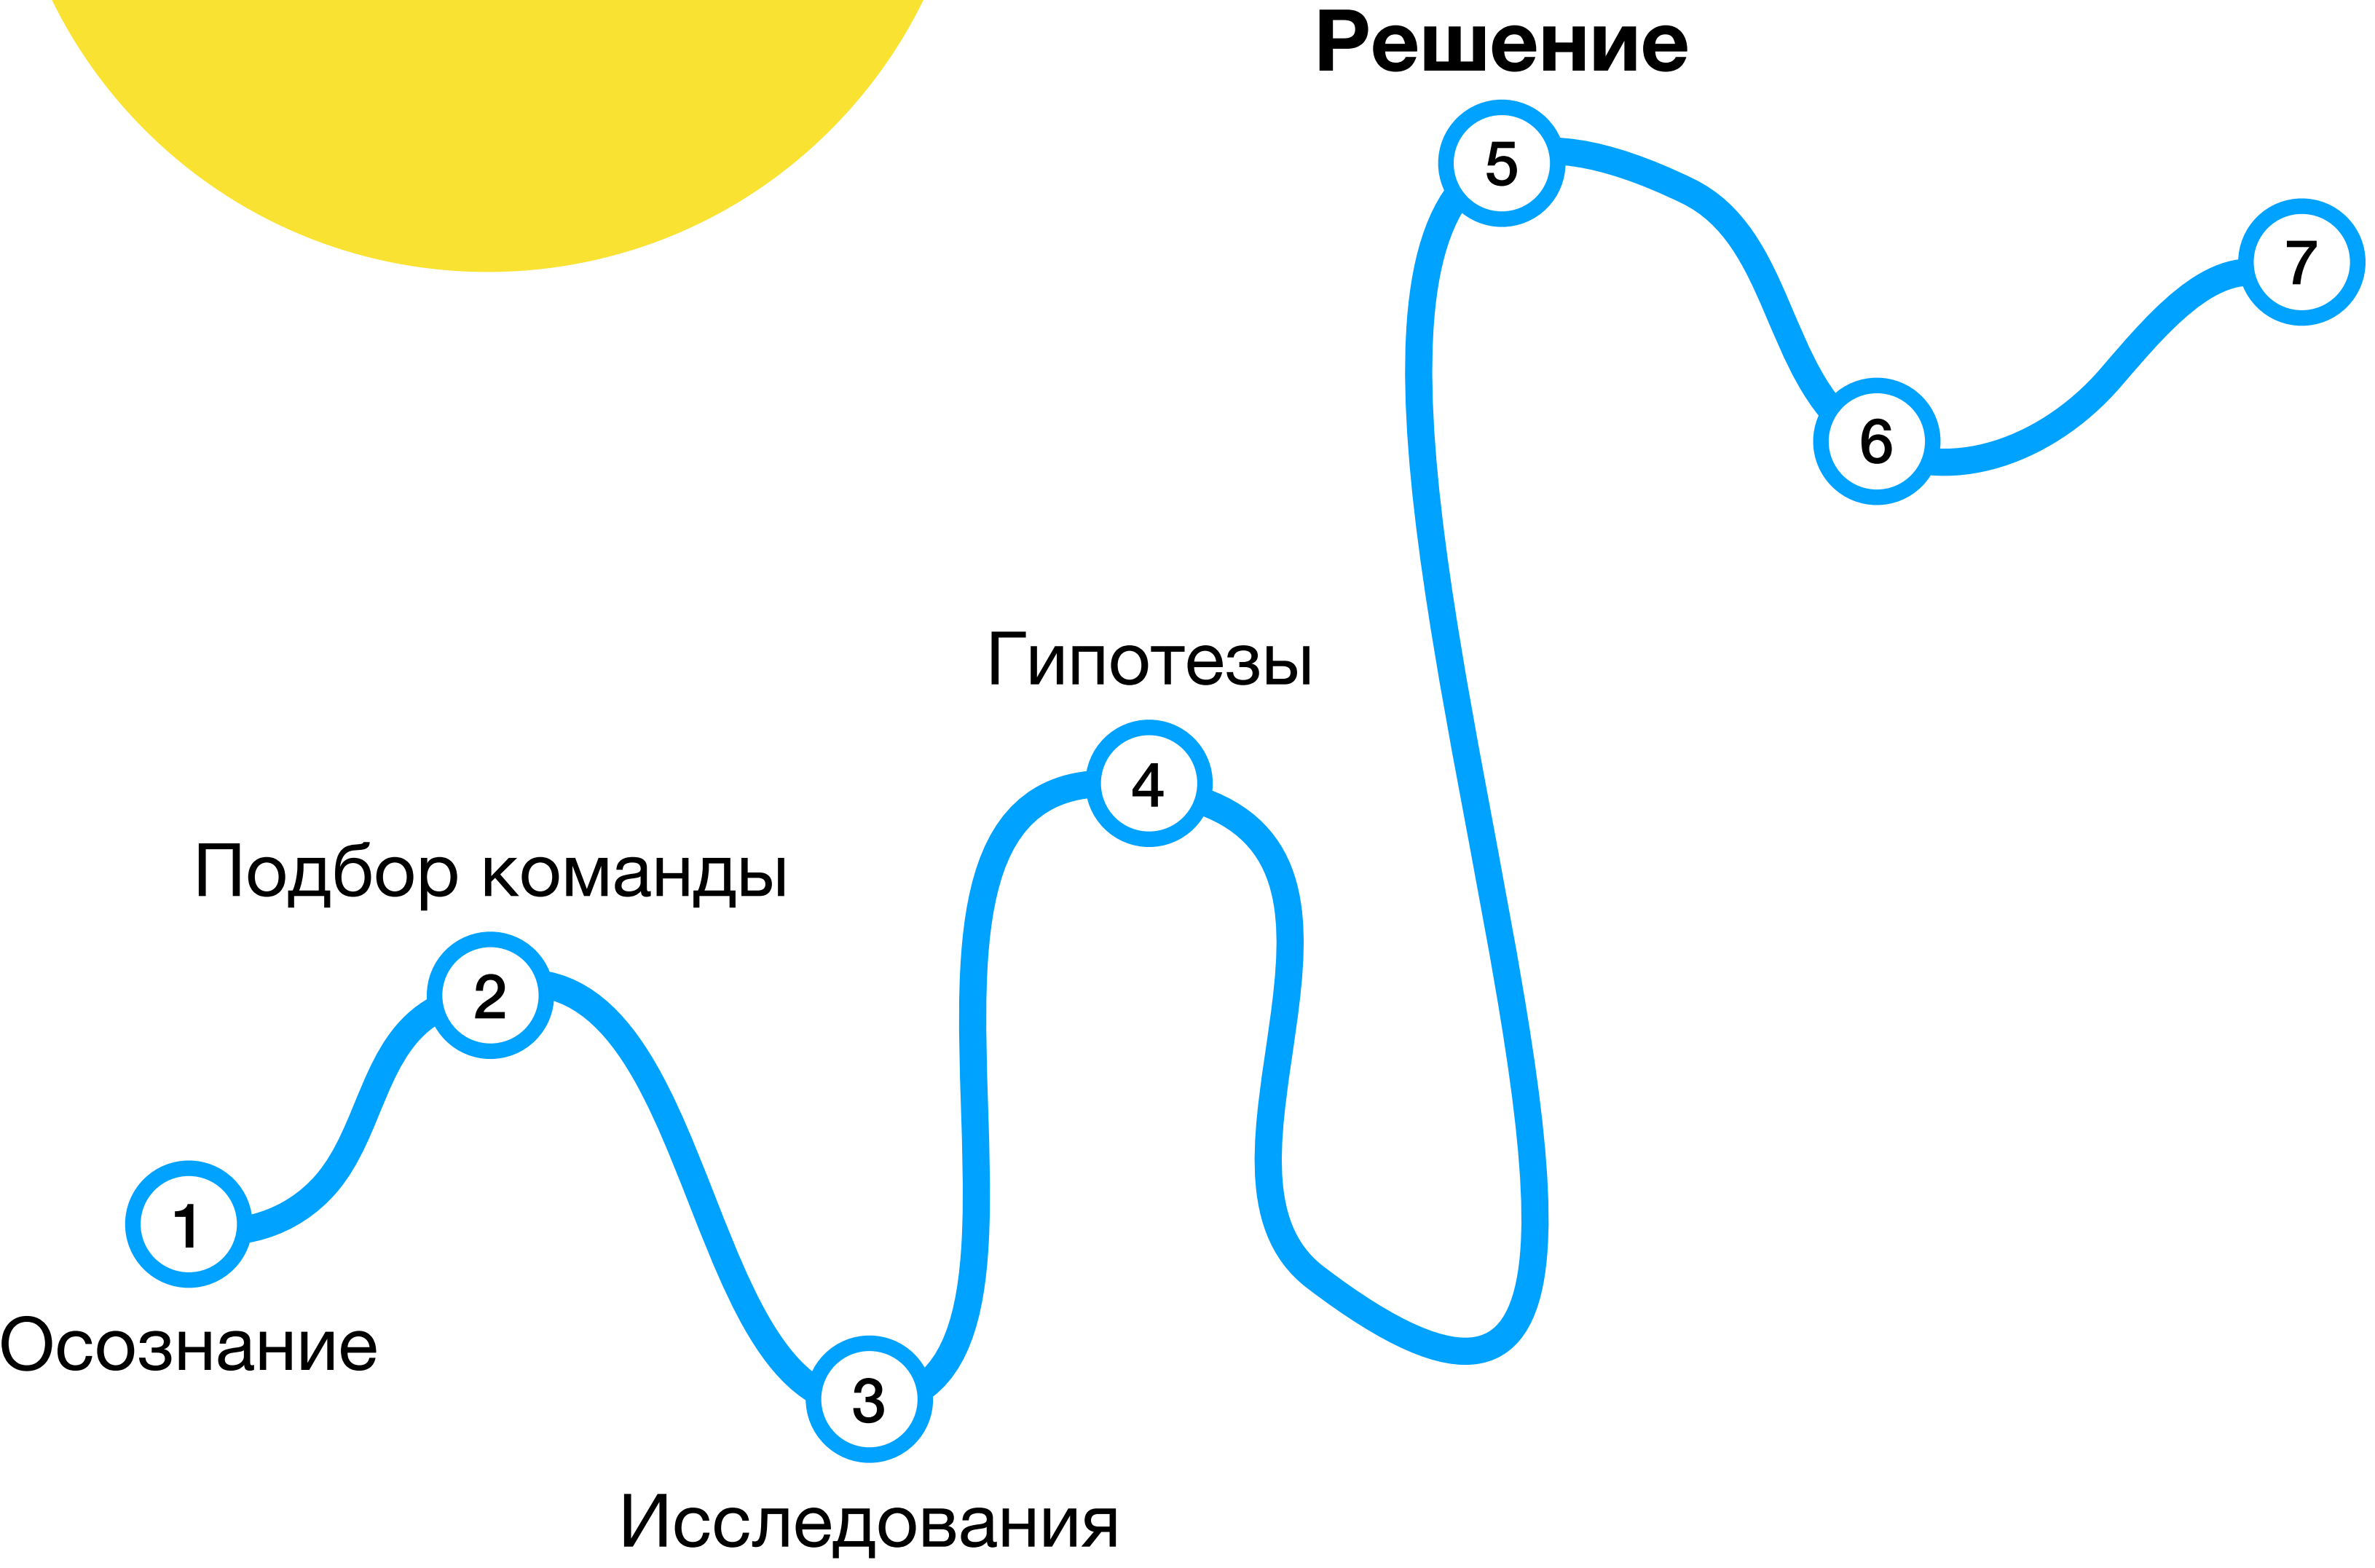 Решение
5
7
6
Гипотезы
4
Подбор команды
2
1
Осознание
3
Исследования